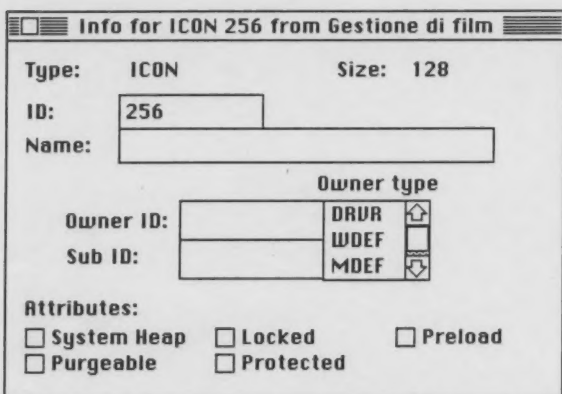 Info for ICON 256 from Gestione di film
Type: ICON Size: 128
ID: 256
Name:
Owner type
Owner ID: DRVR
WDEF
Sub ID: MDEF
Attributes:
System Heap Locked Preload
Purgeable Protected